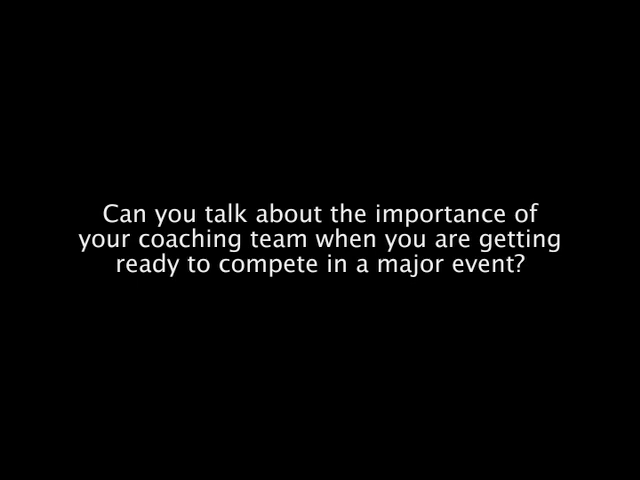 Can you talk about the importance of
your coaching team when you are getting
ready to compete in a major event?